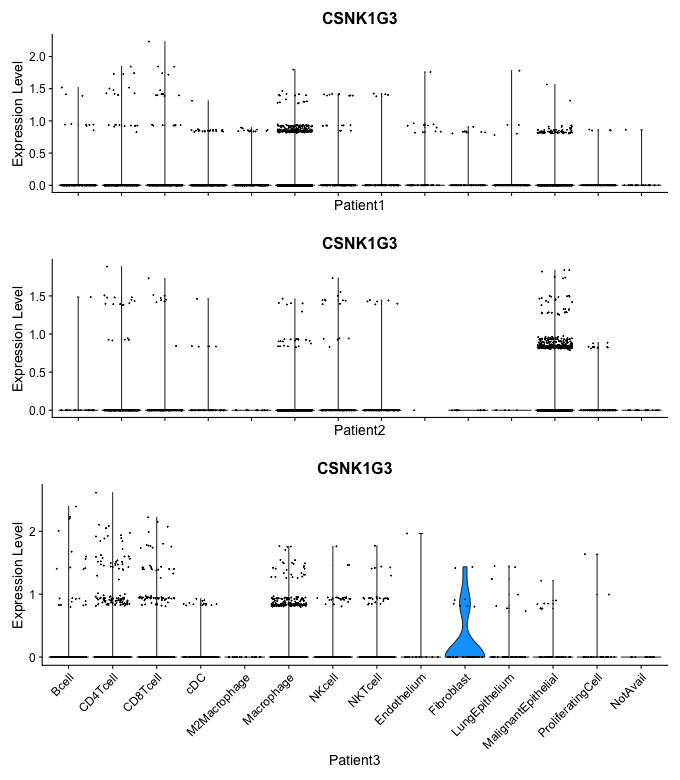 CSNK1G3
Expression Level
2.0
1.5
1.0
0.5
0.0
Patient1
CSNK1G3
Expression Level
1.5
1.0
0.5
0.0
Patient2
CSNK1G3
Expression Level
2
1
0
Bcell
CD4Tcell
CD8Tcell
cDC
M2Macrophage
Macrophage
NKcell
NKTcell
Endothelium
Fibroblast
LungEpithelium
MalignantEpithelial
ProliferatingCell
NotAvail
Patient3